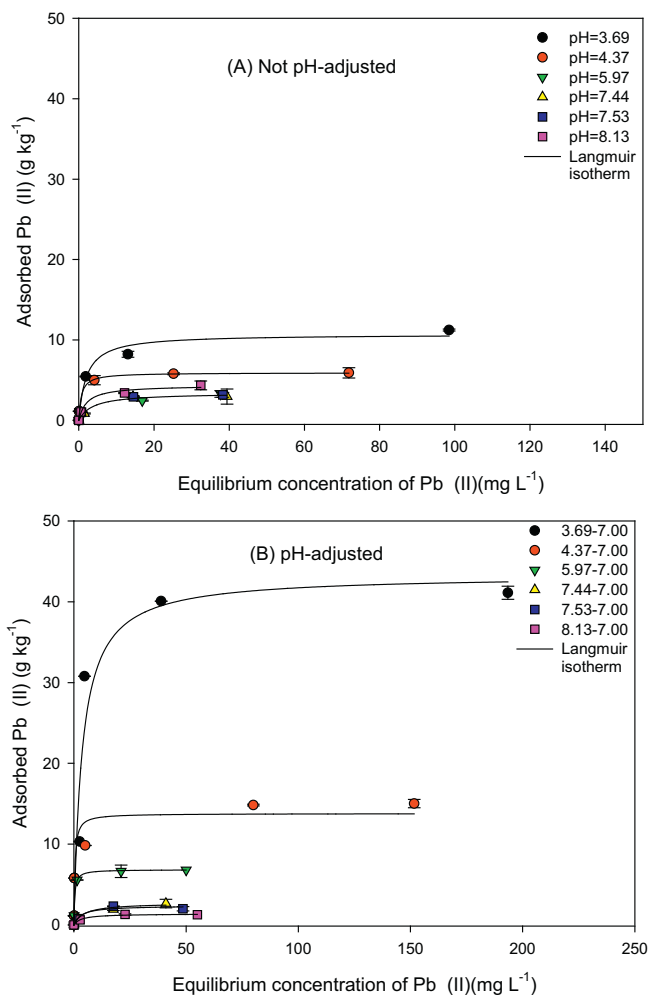 50
40
30
20
10
0
Adsorbed Pb (II) (g kg-1)
(A) Not pH-adjusted
pH=3.69
pH=4.37
pH=5.97
pH=7.44
pH=7.53
pH=8.13
Langmuir
isotherm
0 20 40 60 80 100 120 140
Equilibrium concentration of Pb (II)(mg L-1)
50
40
30
20
10
0
Adsorbed Pb (II) (g kg-1)
(B) pH-adjusted
3.69-7.00
4.37-7.00
5.97-7.00
7.44-7.00
7.53-7.00
8.13-7.00
Langmuir
isotherm
0 50 100 150 200 250
Equilibrium concentration of Pb (II)(mg L-1)